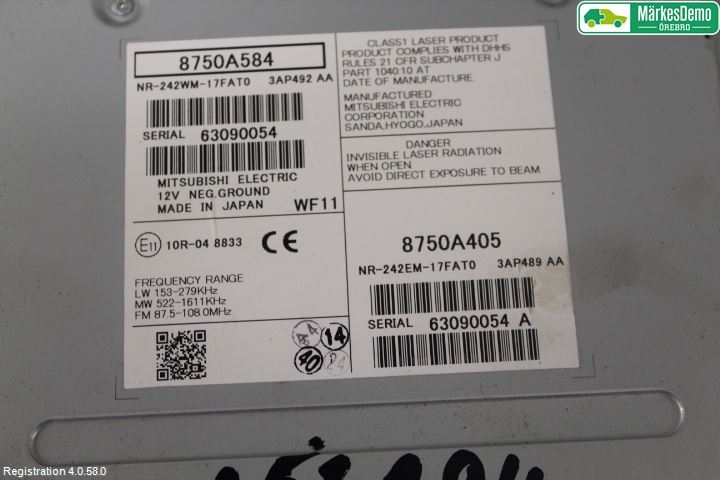 MärkesDemo
ÖREBRO
8750A584
NR-242WM-17FAT0 3AP492 AA
SERIAL 63090054
MITSUBISHI ELECTRIC
12V NEG.GROUND
MADE IN JAPAN WF11
CLASS1 LASER PRODUCT
PRODUCT COMPLIES WITH DHHS
RULES 21 CFR SUBCHAPTER J
PART 1040.10 AT
DATE OF MANUFACTURE.
MANUFACTURED
MITSUBISHI ELECTRIC
CORPORATION
SANDA,HYOGO,JAPAN
DANGER
INVISIBLE LASER RADIATION
WHEN OPEN.
AVOID DIRECT EXPOSURE TO BEAM.
E11 10R-04 8833 CE
FREQUENCY RANGE
LW 153-279KHz
MW 522-1611KHz
FM 87.5-108.0MHz
8750A405
NR-242EM-17FAT0 3AP489 AA
SERIAL 63090054 A
14
40
24
Registration 4.0.58.0